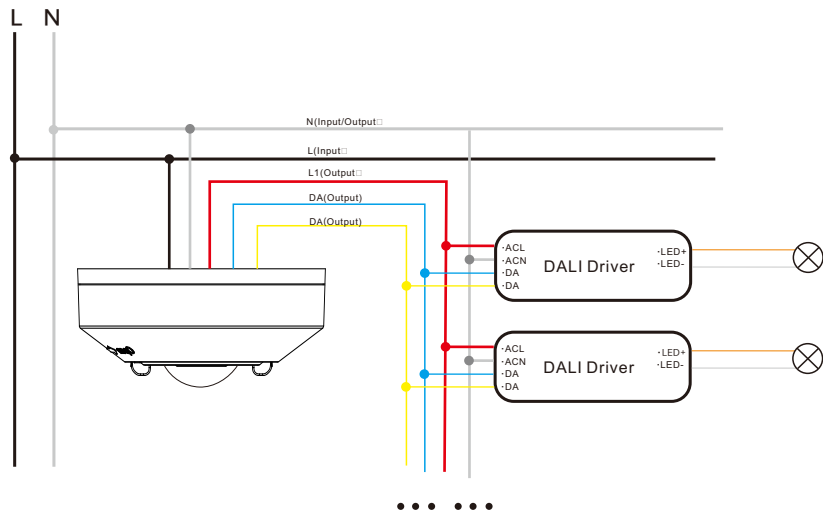 L N
N(Input/Output□
L(Input□
L1(Output□
DA(Output)
DA(Output)
·ACL
·ACN
·DA
·DA
DALI Driver
·LED+
·LED-
·ACL
·ACN
·DA
·DA
DALI Driver
·LED+
·LED-